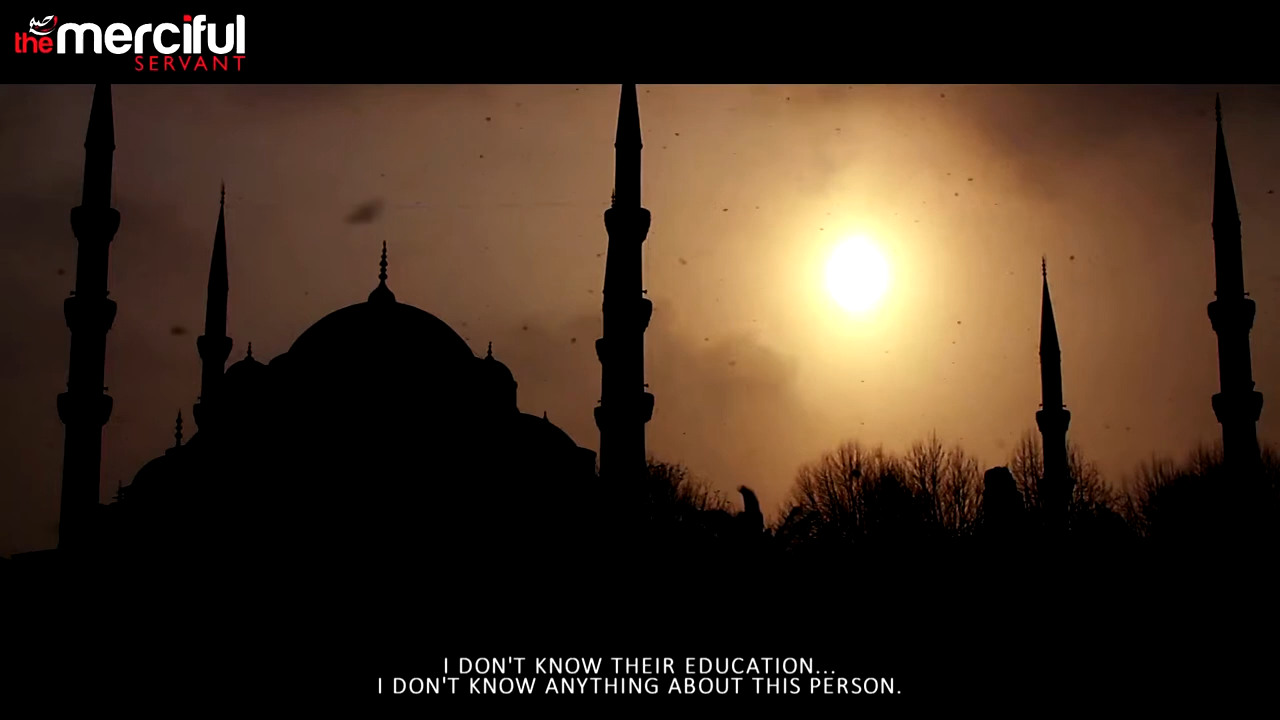 the merciful
SERVANT
I DON'T KNOW THEIR EDUCATION...
I DON'T KNOW ANYTHING ABOUT THIS PERSON.